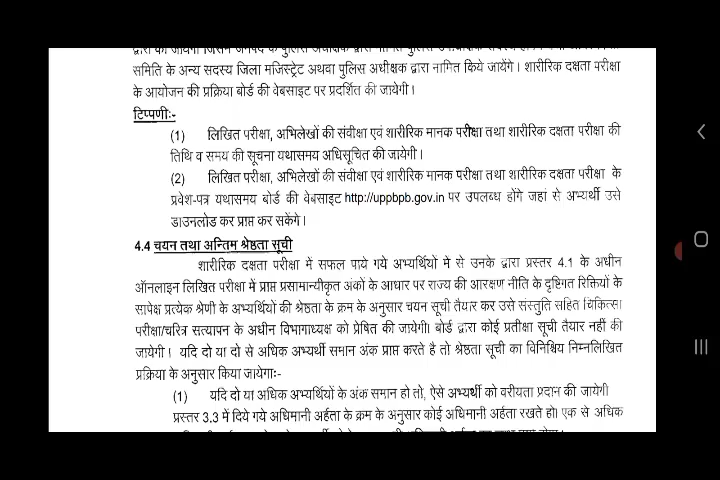 समिति के अन्य सदस्य जिला मजिस्ट्रेट अथवा पुलिस अधीक्षक द्वारा नामित किये जायेंगे। शारीरिक दक्षता परीक्षा
के आयोजन की प्रक्रिया बोर्ड की वेबसाइट पर प्रदर्शित की जायेगी।
टिप्पणीः-
(1) लिखित परीक्षा, अभिलेखों की संवीक्षा एवं शारीरिक मानक परीक्षा तथा शारीरिक दक्षता परीक्षा की
तिथि व समय की सूचना यथासमय अधिसूचित की जायेगी।
(2) लिखित परीक्षा, अभिलेखों की संवीक्षा एवं शारीरिक मानक परीक्षा तथा शारीरिक दक्षता परीक्षा के
प्रवेश-पत्र यथासमय बोर्ड की वेबसाइट http://uppbpb.gov.in पर उपलब्ध होंगे जहां से अभ्यर्थी उसे
डाउनलोड कर प्राप्त कर सकेंगे।
4.4 चयन तथा अन्तिम श्रेष्ठता सूची
शारीरिक दक्षता परीक्षा में सफल पाये गये अभ्यर्थियों में से उनके द्वारा प्रस्तर 4.1 के अधीन
ऑनलाइन लिखित परीक्षा में प्राप्त प्रसामान्यीकृत अंकों के आधार पर राज्य की आरक्षण नीति के दृष्टिगत रिक्तियों के
सापेक्ष प्रत्येक श्रेणी के अभ्यर्थियों की श्रेष्ठता के क्रम के अनुसार चयन सूची तैयार कर उसे संस्तुति सहित चिकित्सा
परीक्षा/चरित्र सत्यापन के अधीन विभागाध्यक्ष को प्रेषित की जायेगी। बोर्ड द्वारा कोई प्रतीक्षा सूची तैयार नहीं की
जायेगी। यदि दो या दो से अधिक अभ्यर्थी समान अंक प्राप्त करते है तो श्रेष्ठता सूची का विनिश्चय निम्नलिखित
प्रक्रिया के अनुसार किया जायेगाः-
(1) यदि दो या अधिक अभ्यर्थियों के अंक समान हो तो, ऐसे अभ्यर्थी को वरीयता प्रदान की जायेगी
प्रस्तर 3.3 में दिये गये अधिमानी अर्हता के क्रम के अनुसार कोई अधिमानी अर्हता रखते हो। एक से अधिक